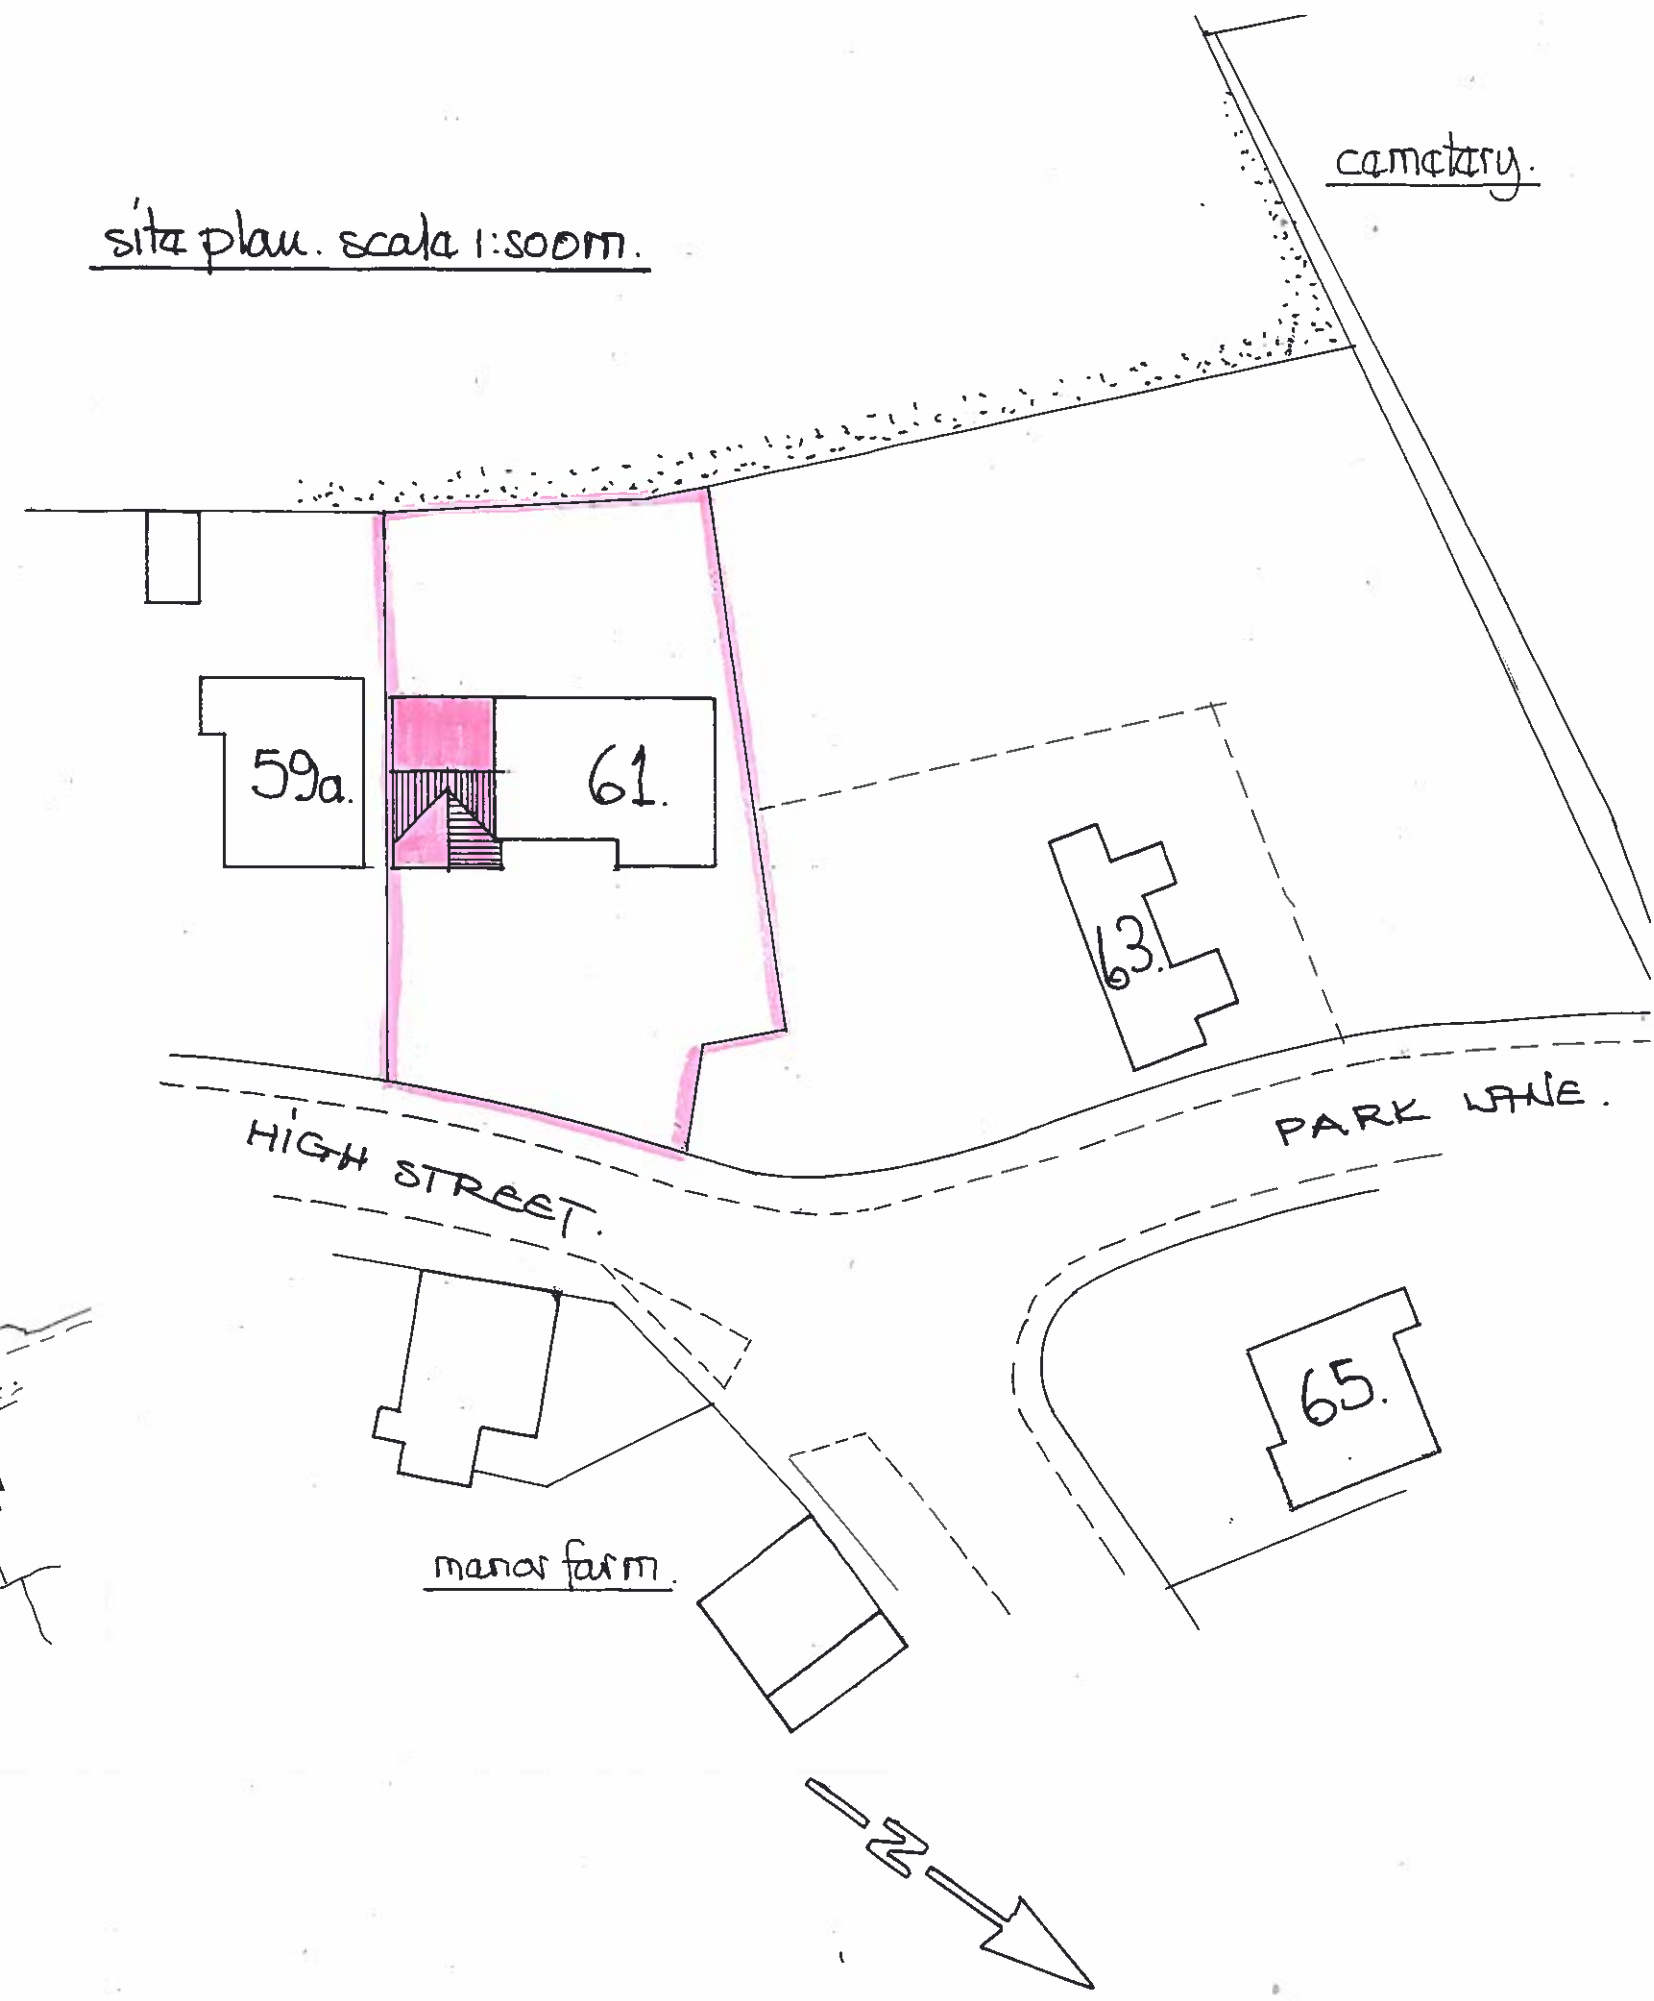 cemetery.
site plan. scale 1:500m.
59a.
61.
63.
PARK LANE.
HIGH STREET.
65.
manor farm.
N